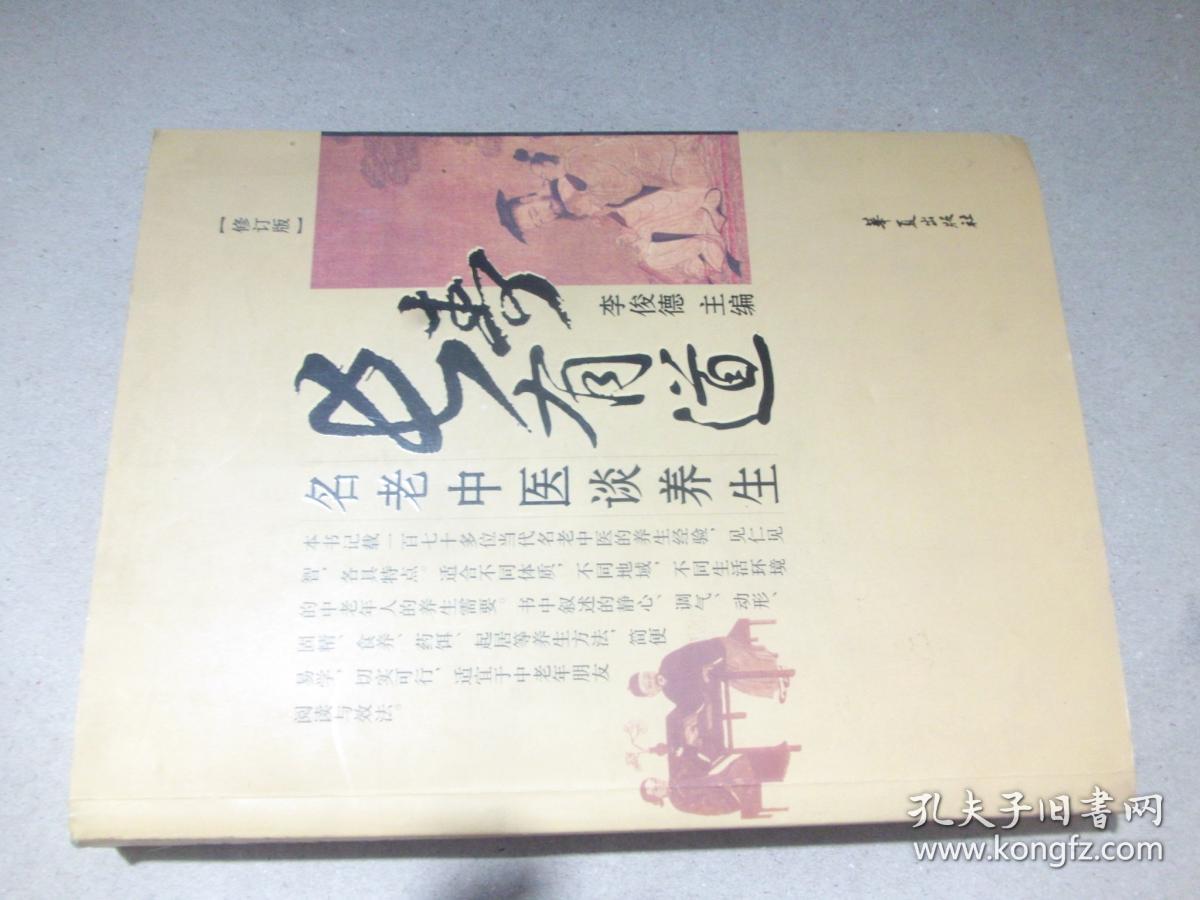 【修订版】
长寿有道
李俊德 主编
名老中医谈养生
本书记载一百七十多位当代名老中医的养生经验，见仁见
智，各具特点。适合不同体质，不同地域，不同生活环境
的中老年人的养生需要。书中叙述的静心、调气、动形、
固精、食养、药饵、起居等养生方法，简便
易学，切实可行，适宜于中老年朋友
阅读与效法。
华夏出版社
孔夫子旧书网
www.kongfz.com